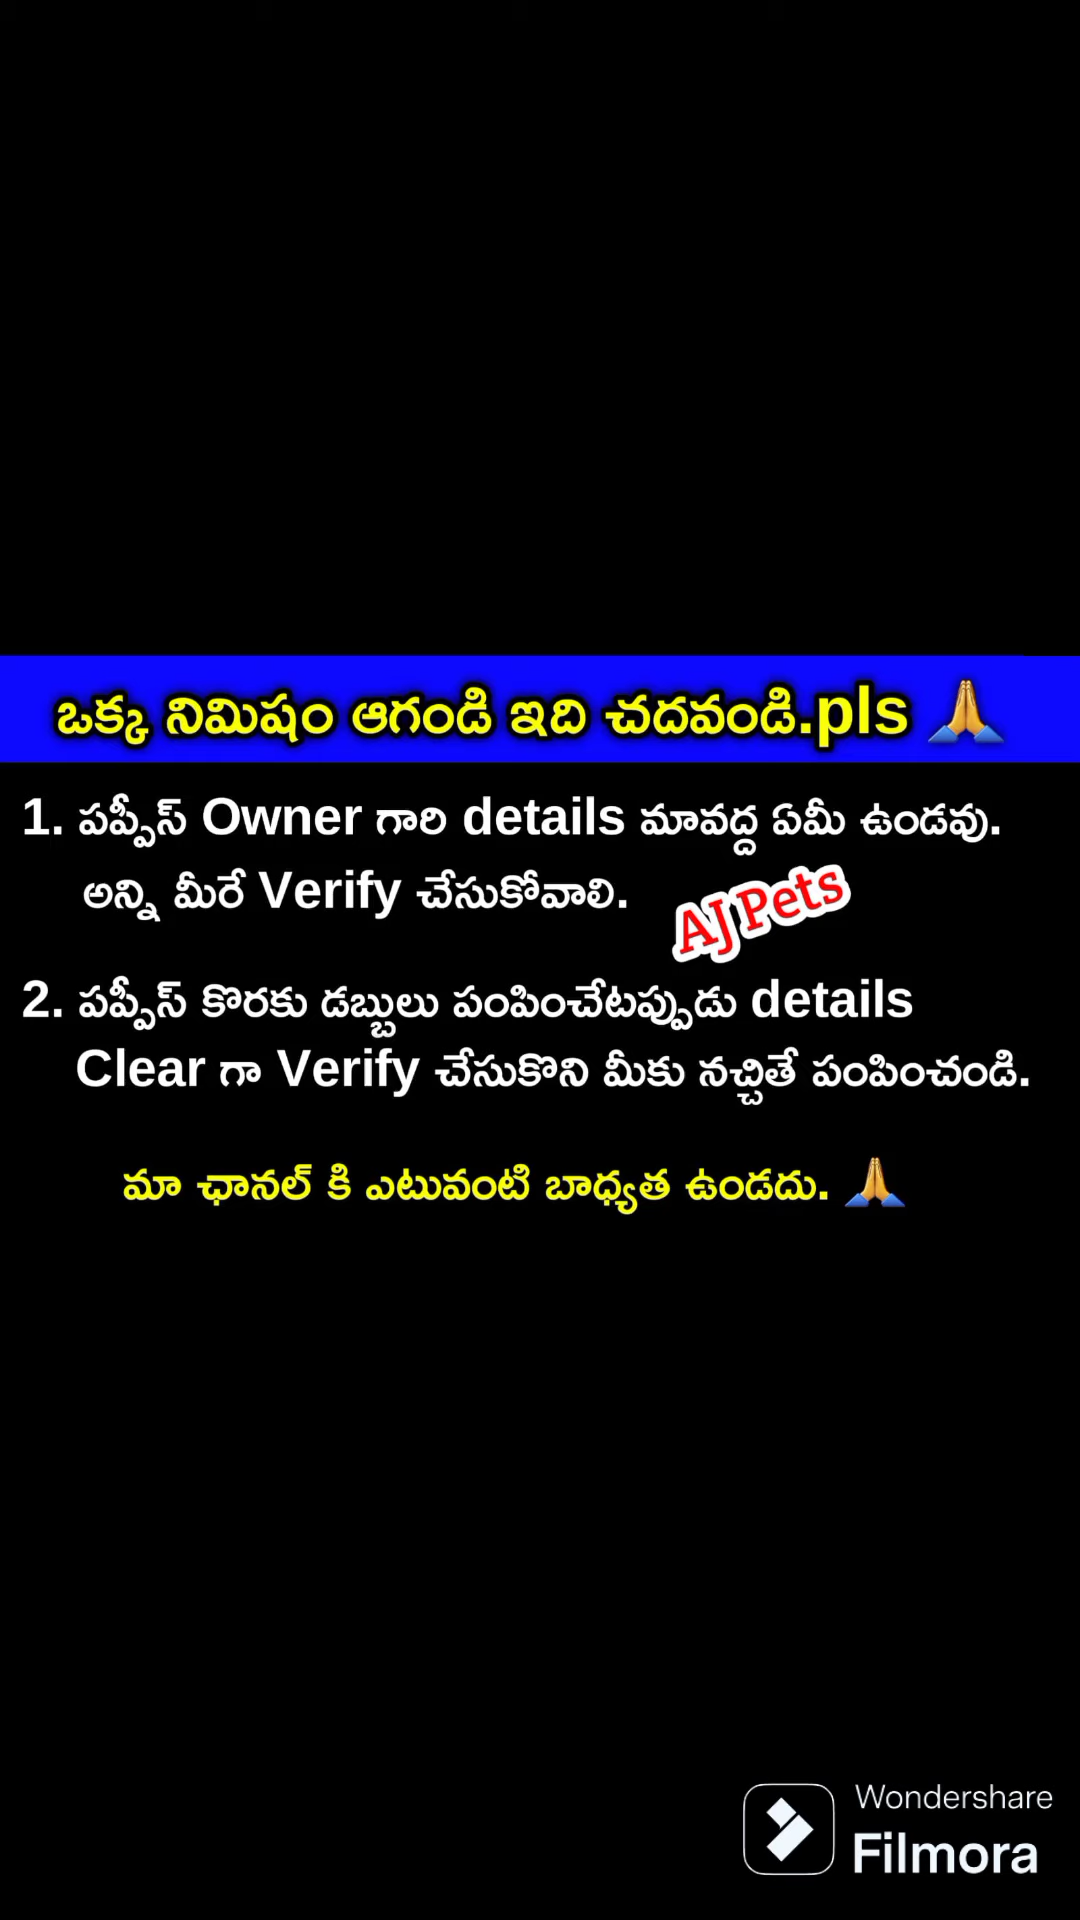 ఒక్క నిమిషం ఆగండి ఇది చదవండి.pls 🙏
1. పప్పీస్ Owner గారి details మావద్ద ఏమీ ఉండవు.
అన్ని మీరే Verify చేసుకోవాలి.
AJ Pets
2. పప్పీస్ కొరకు డబ్బులు పంపించేటప్పుడు details
Clear గా Verify చేసుకొని మీకు నచ్చితే పంపించండి.
మా ఛానల్ కి ఎటువంటి బాధ్యత ఉండదు. 🙏
Wondershare
Filmora